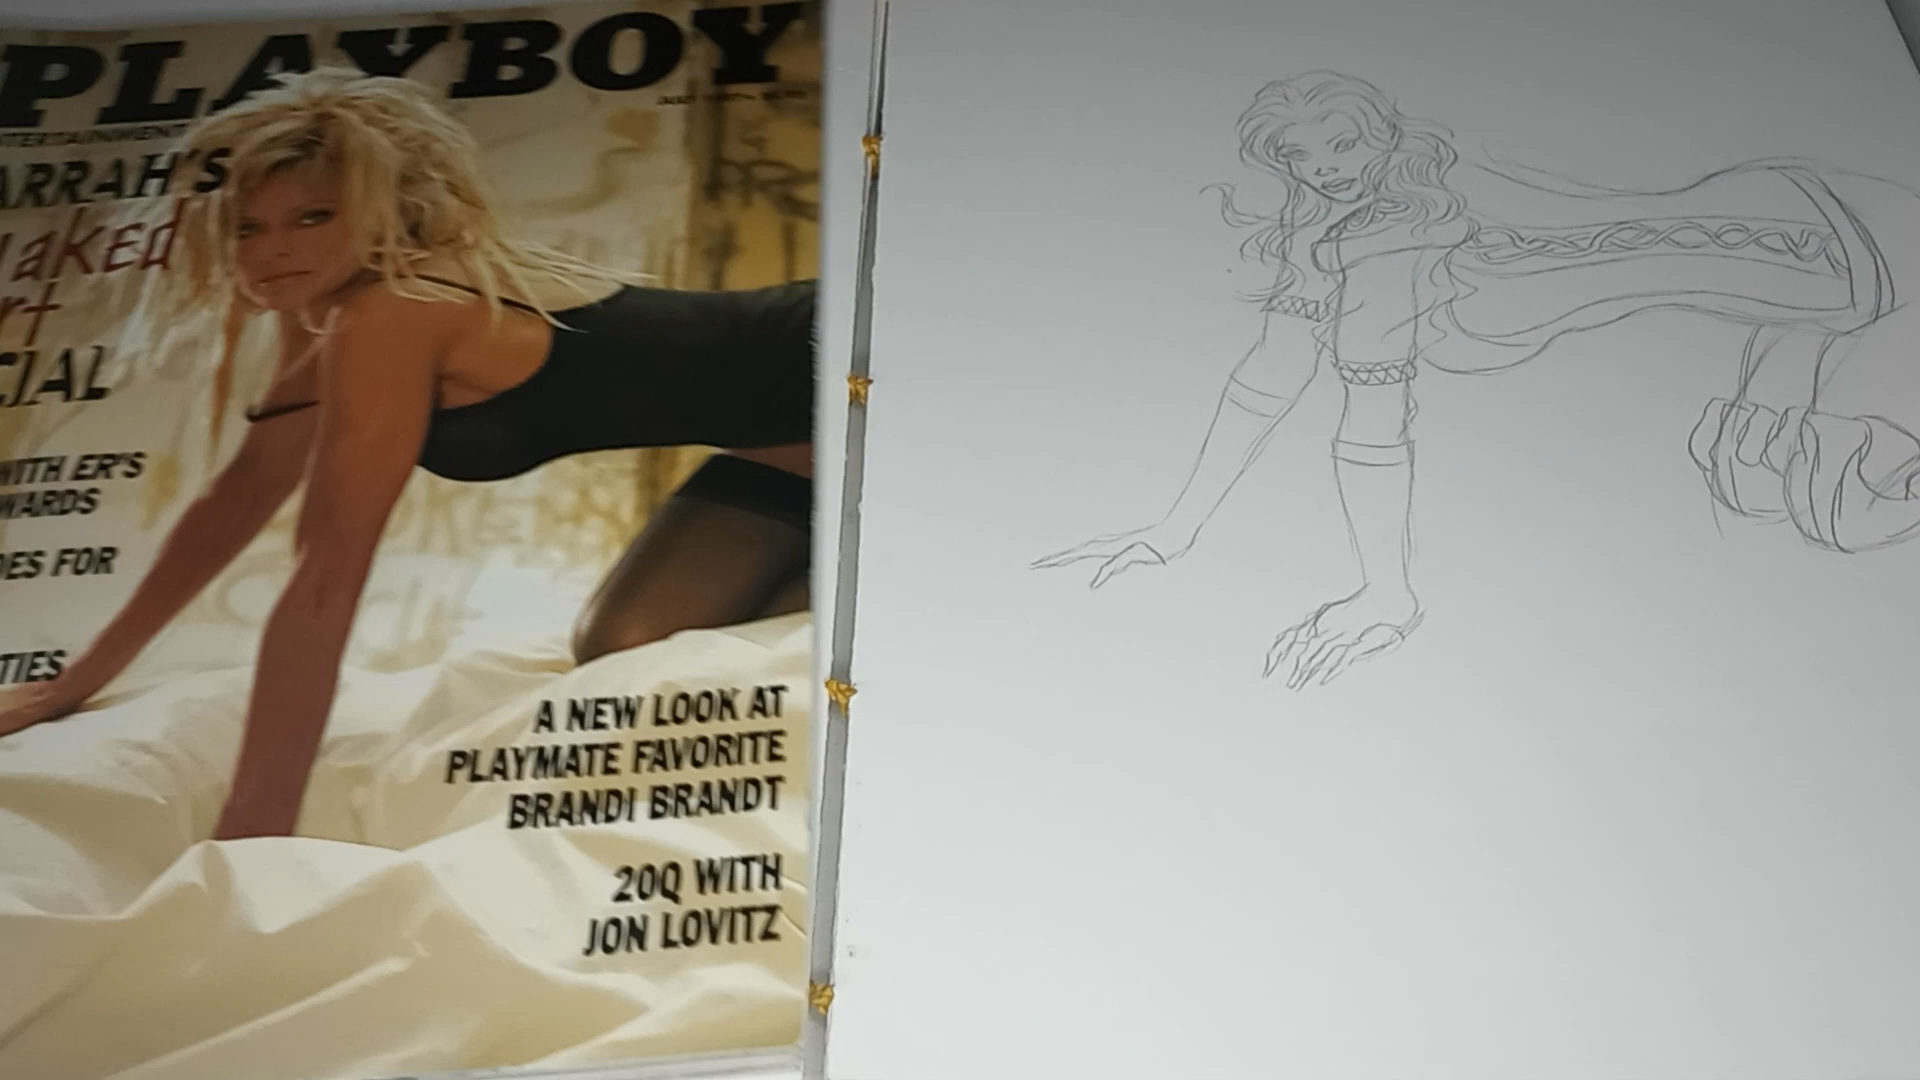 PLAYBOY
TERTAINMENT
ARRAH'S
aked
rt
CIAL
WITH ER'S
WARDS
DES FOR
TIES
A NEW LOOK AT
PLAYMATE FAVORITE
BRANDI BRANDT
20Q WITH
JON LOVITZ